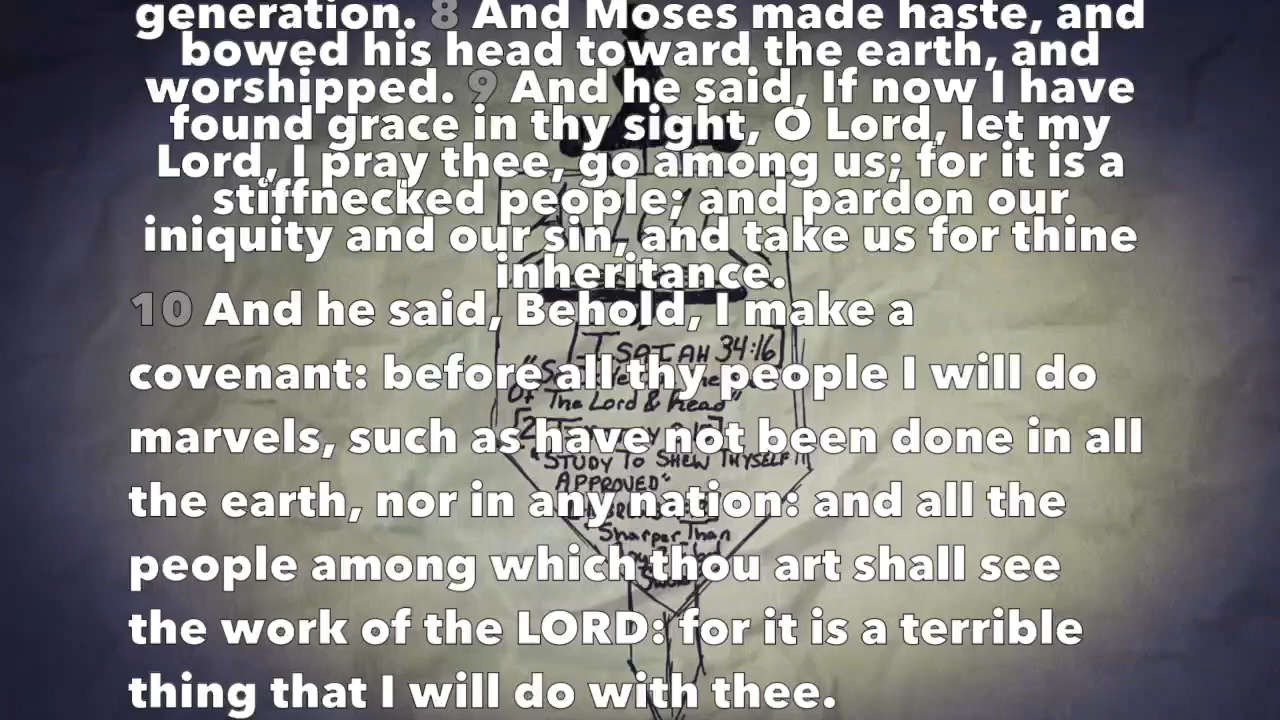 generation. 8 And Moses made haste, and
bowed his head toward the earth, and
worshipped. 9 And he said, If now I have
found grace in thy sight, O Lord, let my
Lord, I pray thee, go among us; for it is a
stiffnecked people; and pardon our
iniquity and our sin, and take us for thine
inheritance.
10 And he said, Behold, I make a
covenant: before all thy people I will do
marvels, such as have not been done in all
the earth, nor in any nation: and all the
people among which thou art shall see
the work of the LORD: for it is a terrible
thing that I will do with thee.
ISAIAH 34:16
Of The Lord & Read"
"STUDY TO SHEW THYSELF
APPROVED"
Sharper Than